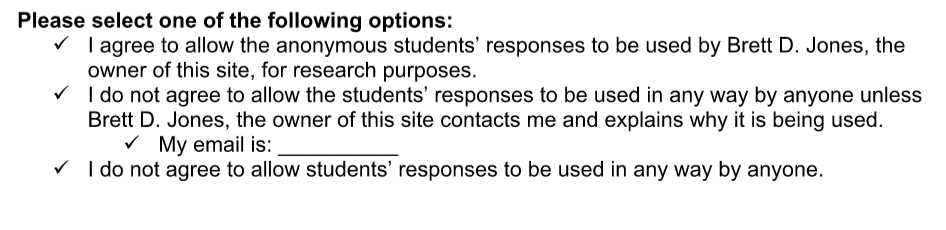 Please select one of the following options:
✓ I agree to allow the anonymous students’ responses to be used by Brett D. Jones, the
owner of this site, for research purposes.
✓ I do not agree to allow the students’ responses to be used in any way by anyone unless
Brett D. Jones, the owner of this site contacts me and explains why it is being used.
✓ My email is: __________
✓ I do not agree to allow students’ responses to be used in any way by anyone.